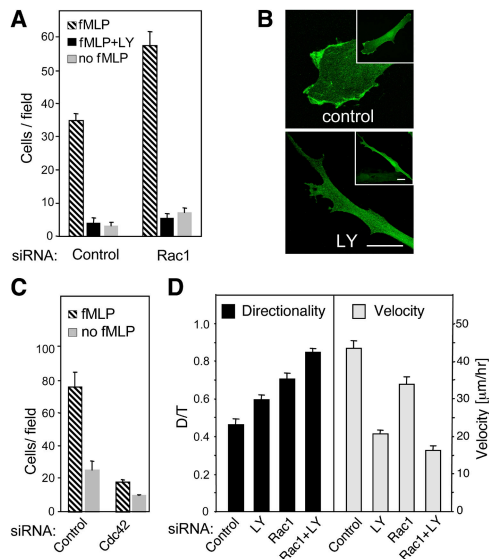 A
fMLP
fMLP+LY
no fMLP
Cells / field
60
50
40
30
20
10
0
siRNA:
Control
Rac1
B
control
LY
C
fMLP
no fMLP
Cells/ field
100
80
60
40
20
0
siRNA:
Control
Cdc42
D
Directionality
Velocity
D/T
1.0
0.8
0.6
0.4
0.2
0
50
40
30
20
10
0
Velocity [μm/hr]
siRNA:
Control
LY
Rac1
Rac1+LY
Control
LY
Rac1
Rac1+LY